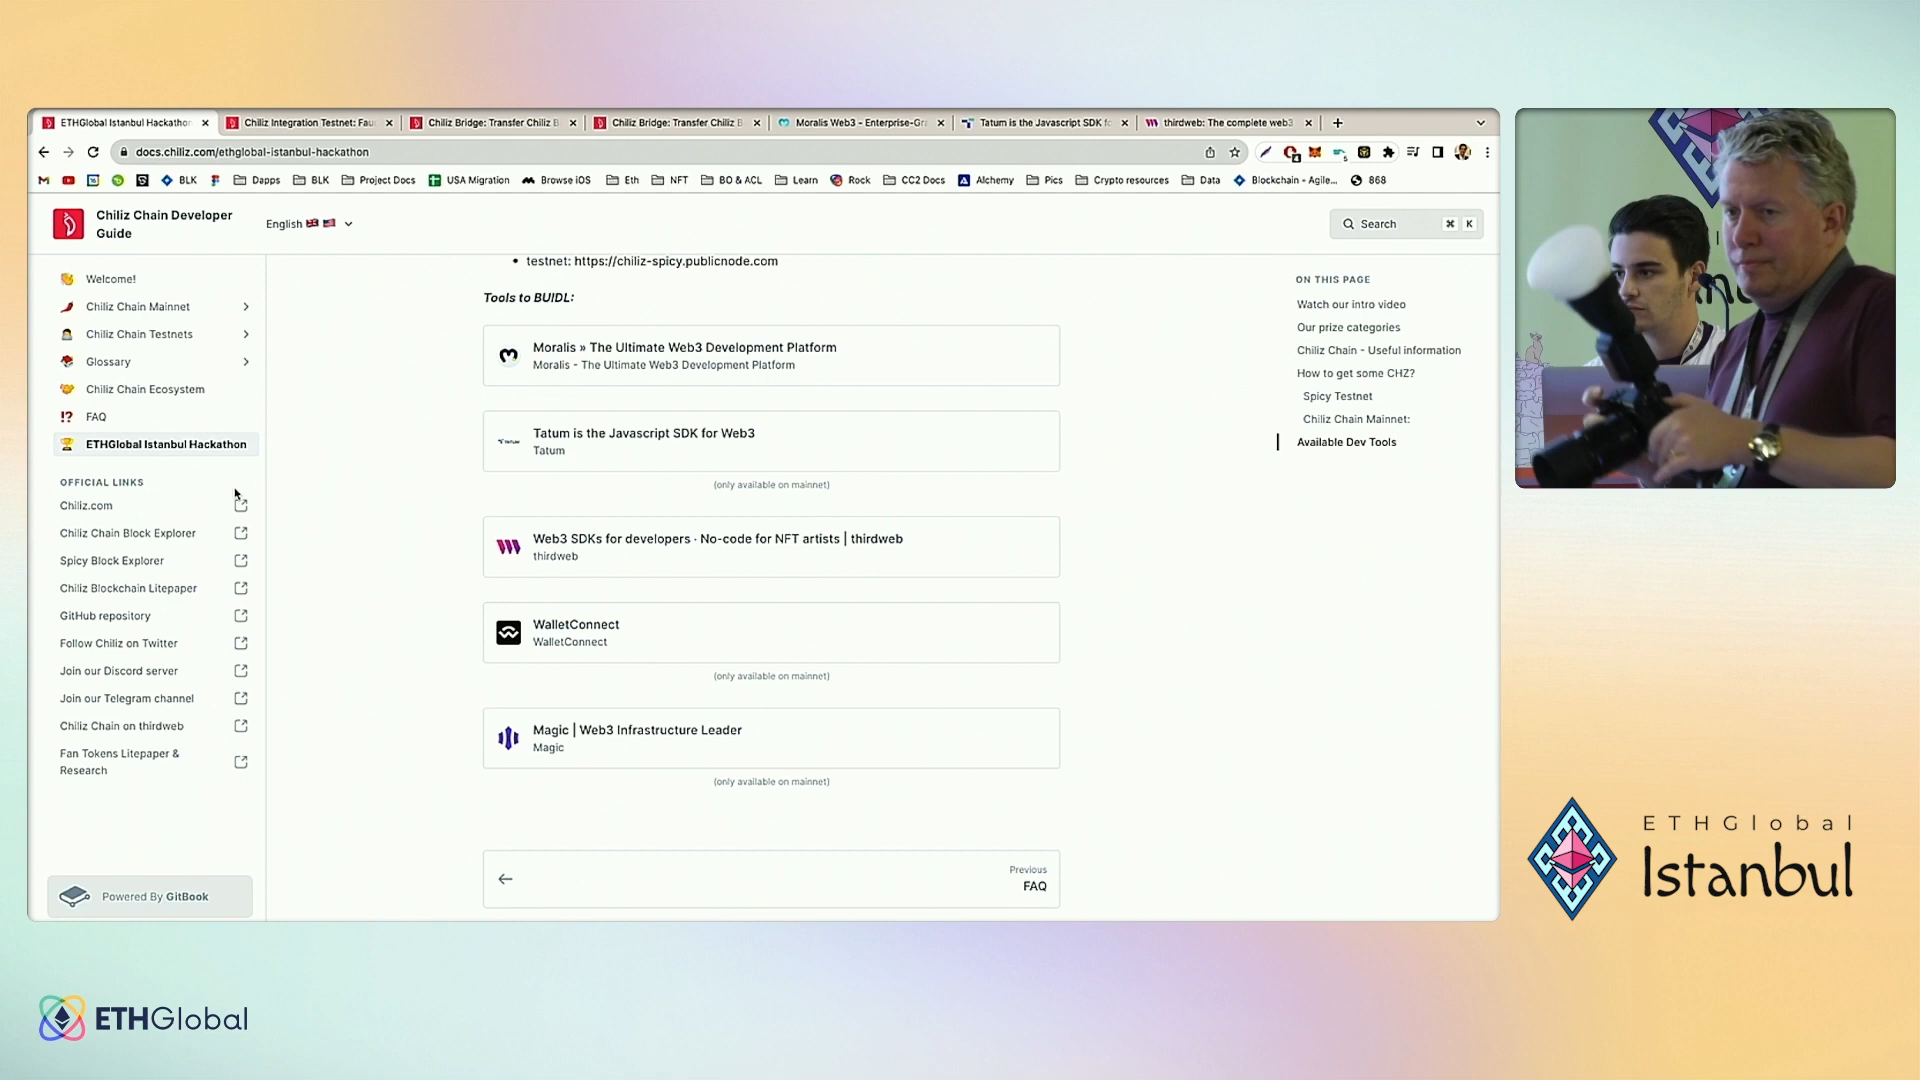 ETHGlobal Istanbul Hackathon
Chiliz Integration Testnet: Fau
Chiliz Bridge: Transfer Chiliz B
Chiliz Bridge: Transfer Chiliz B
Moralis Web3 - Enterprise-Gr
Tatum is the Javascript SDK fo
thirdweb: The complete web3
docs.chiliz.com/ethglobal-istanbul-hackathon
BLK
Dapps
BLK
Project Docs
USA Migration
Browse iOS
Eth
NFT
BO & ACL
Learn
Rock
CC2 Docs
Alchemy
Pics
Crypto resources
Data
Blockchain - Agile...
868
Chiliz Chain Developer
Guide
English
Search
⌘ K
Welcome!
Chiliz Chain Mainnet
Chiliz Chain Testnets
Glossary
Chiliz Chain Ecosystem
FAQ
ETHGlobal Istanbul Hackathon
OFFICIAL LINKS
Chiliz.com
Chiliz Chain Block Explorer
Spicy Block Explorer
Chiliz Blockchain Litepaper
GitHub repository
Follow Chiliz on Twitter
Join our Discord server
Join our Telegram channel
Chiliz Chain on thirdweb
Fan Tokens Litepaper &
Research
Powered By GitBook
• testnet: https://chiliz-spicy.publicnode.com
Tools to BUIDL:
Moralis » The Ultimate Web3 Development Platform
Moralis - The Ultimate Web3 Development Platform
Tatum is the Javascript SDK for Web3
Tatum
(only available on mainnet)
Web3 SDKs for developers · No-code for NFT artists | thirdweb
thirdweb
WalletConnect
WalletConnect
(only available on mainnet)
Magic | Web3 Infrastructure Leader
Magic
(only available on mainnet)
Previous
FAQ
ON THIS PAGE
Watch our intro video
Our prize categories
Chiliz Chain - Useful information
How to get some CHZ?
Spicy Testnet
Chiliz Chain Mainnet:
Available Dev Tools
ETHGlobal
Istanbul
ETHGlobal